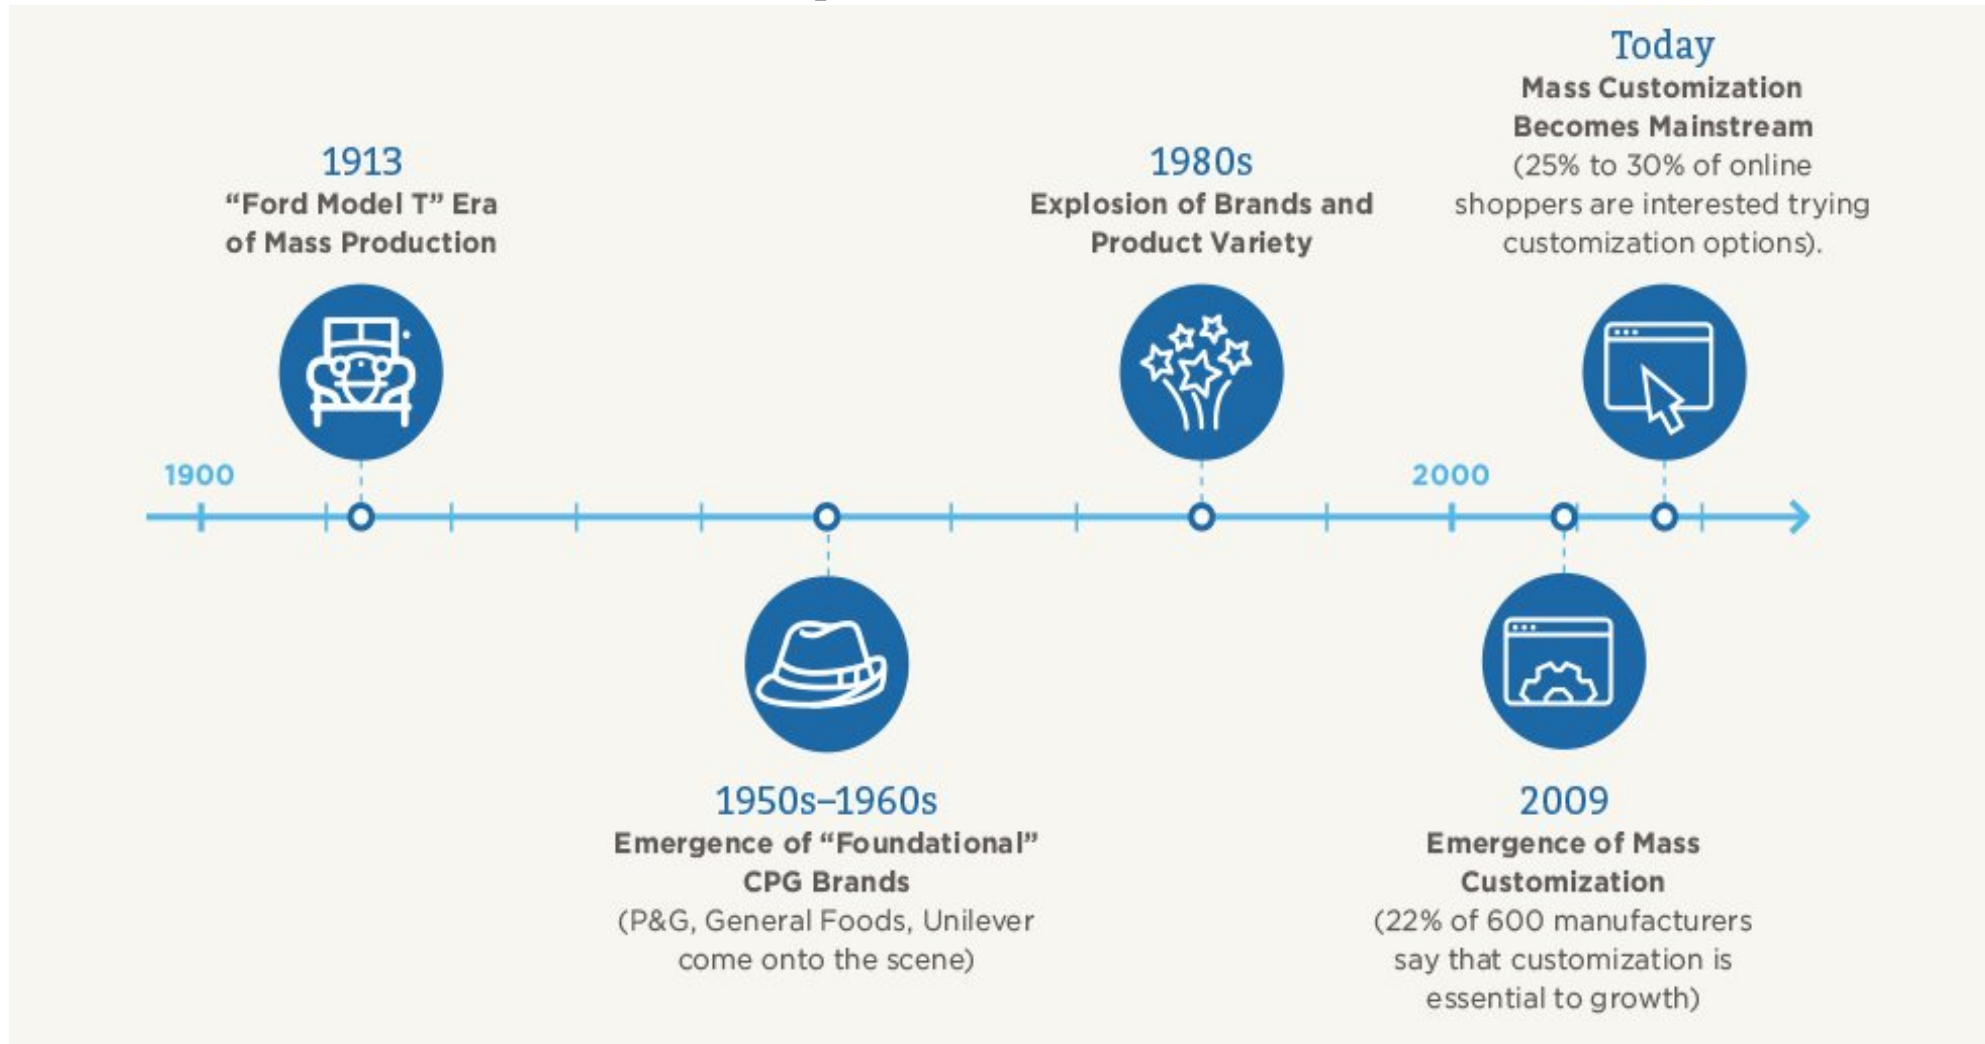 1913
“Ford Model T” Era
of Mass Production
1980s
Explosion of Brands and
Product Variety
Today
Mass Customization
Becomes Mainstream
(25% to 30% of online
shoppers are interested trying
customization options).
1900
2000
1950s–1960s
Emergence of “Foundational”
CPG Brands
(P&G, General Foods, Unilever
come onto the scene)
2009
Emergence of Mass
Customization
(22% of 600 manufacturers
say that customization is
essential to growth)